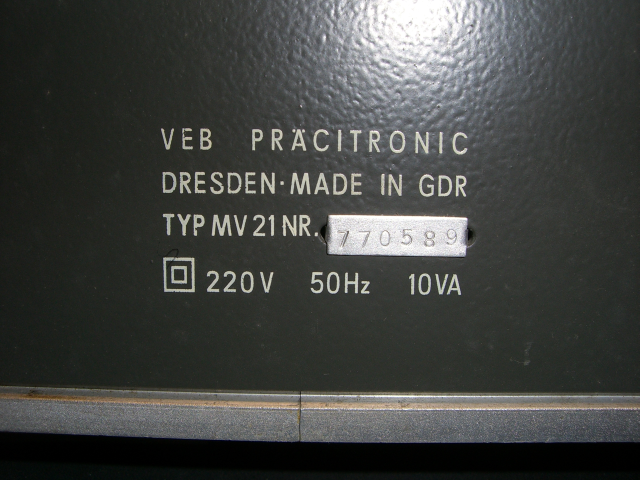 VEB PRÄCITRONIC
DRESDEN·MADE IN GDR
TYP MV 21 NR. 770589
220V 50Hz 10VA